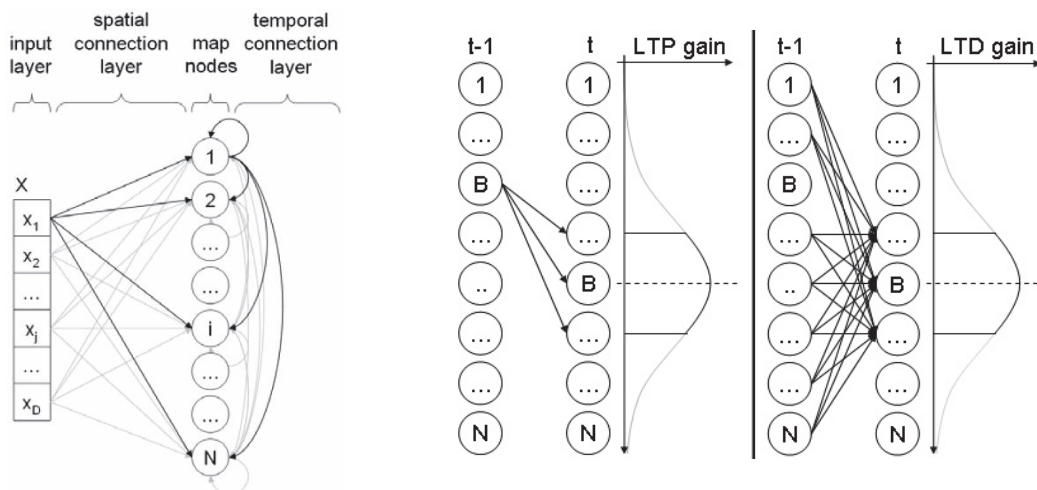 spatial temporal
input connection map connection
layer layer nodes layer
X
x1
x2
...
xj
...
xD
1
2
...
...
i
...
...
N
t-1 t LTP gain
1 1
... ...
B ...
... ...
.. B
... ...
... ...
N N
t-1 t LTD gain
1 1
... ...
B ...
... ...
.. B
... ...
... ...
N N